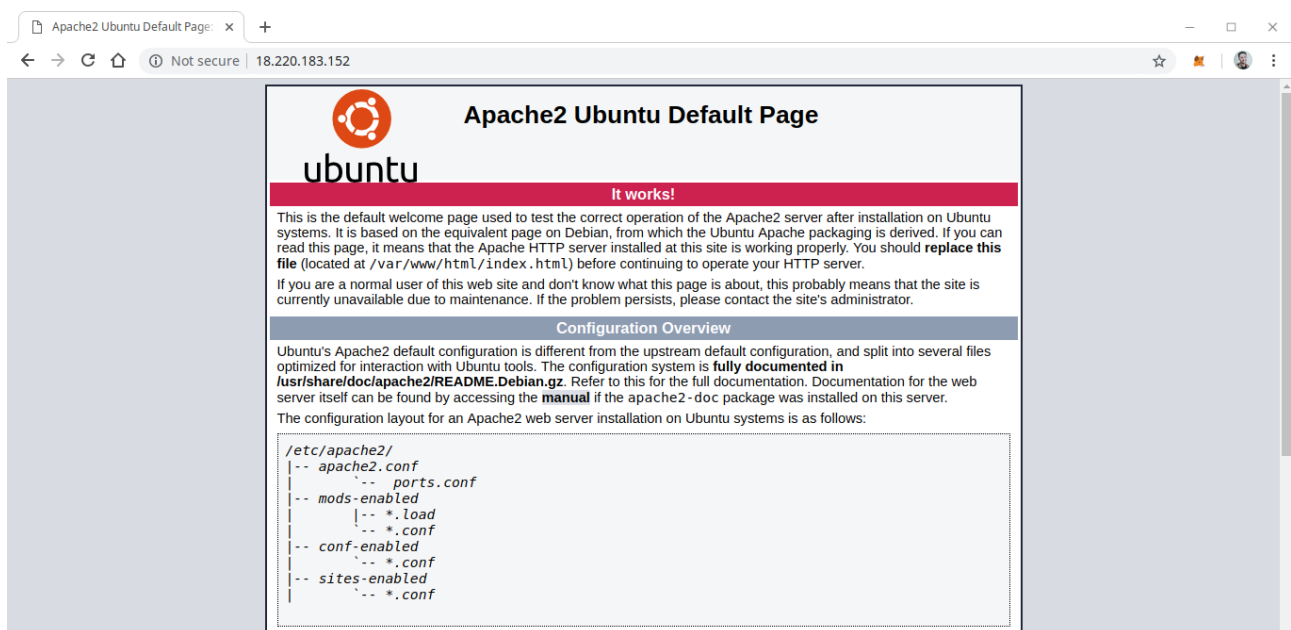 Apache2 Ubuntu Default Page:
Not secure
18.220.183.152
ubuntu
Apache2 Ubuntu Default Page
It works!
This is the default welcome page used to test the correct operation of the Apache2 server after installation on Ubuntu
systems. It is based on the equivalent page on Debian, from which the Ubuntu Apache packaging is derived. If you can
read this page, it means that the Apache HTTP server installed at this site is working properly. You should replace this
file (located at /var/www/html/index.html) before continuing to operate your HTTP server.
If you are a normal user of this web site and don't know what this page is about, this probably means that the site is
currently unavailable due to maintenance. If the problem persists, please contact the site's administrator.
Configuration Overview
Ubuntu's Apache2 default configuration is different from the upstream default configuration, and split into several files
optimized for interaction with Ubuntu tools. The configuration system is fully documented in
/usr/share/doc/apache2/README.Debian.gz. Refer to this for the full documentation. Documentation for the web
server itself can be found by accessing the manual if the apache2-doc package was installed on this server.
The configuration layout for an Apache2 web server installation on Ubuntu systems is as follows:
/etc/apache2/
|-- apache2.conf
|       `--  ports.conf
|-- mods-enabled
|       |-- *.load
|       `-- *.conf
|-- conf-enabled
|       `-- *.conf
|-- sites-enabled
|       `-- *.conf